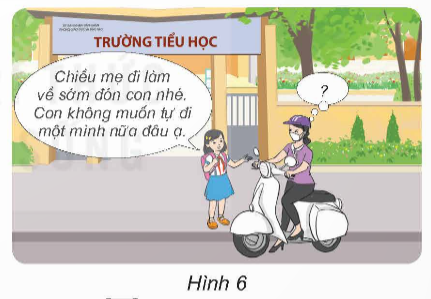 TRƯỜNG TIỂU HỌC
Chiều mẹ đi làm
về sớm đón con nhé.
Con không muốn tự đi
một mình nữa đâu ạ.
?
Hình 6